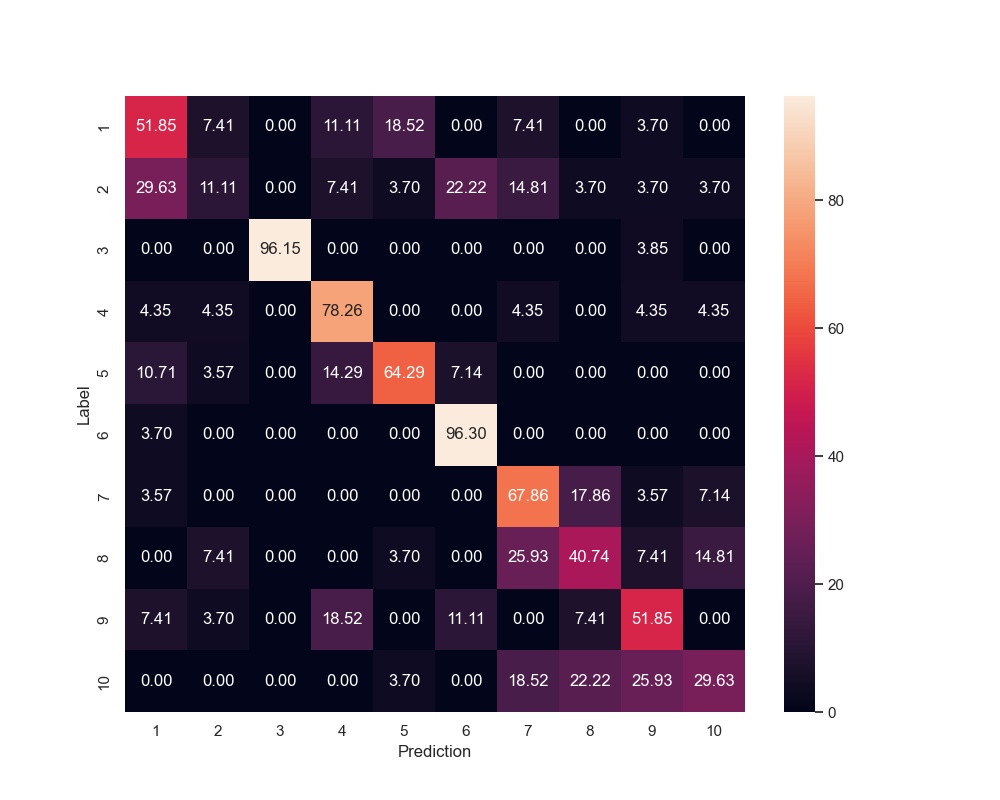 1 51.85 7.41 0.00 11.11 18.52 0.00 7.41 0.00 3.70 0.00
2 29.63 11.11 0.00 7.41 3.70 22.22 14.81 3.70 3.70 3.70
80
3 0.00 0.00 96.15 0.00 0.00 0.00 0.00 0.00 3.85 0.00
4 4.35 4.35 0.00 78.26 0.00 0.00 4.35 0.00 4.35 4.35
60
5 10.71 3.57 0.00 14.29 64.29 7.14 0.00 0.00 0.00 0.00
Label
6 3.70 0.00 0.00 0.00 0.00 96.30 0.00 0.00 0.00 0.00
40
7 3.57 0.00 0.00 0.00 0.00 0.00 67.86 17.86 3.57 7.14
8 0.00 7.41 0.00 0.00 3.70 0.00 25.93 40.74 7.41 14.81
20
9 7.41 3.70 0.00 18.52 0.00 11.11 0.00 7.41 51.85 0.00
10 0.00 0.00 0.00 0.00 3.70 0.00 18.52 22.22 25.93 29.63
0
1 2 3 4 5 6 7 8 9 10
Prediction